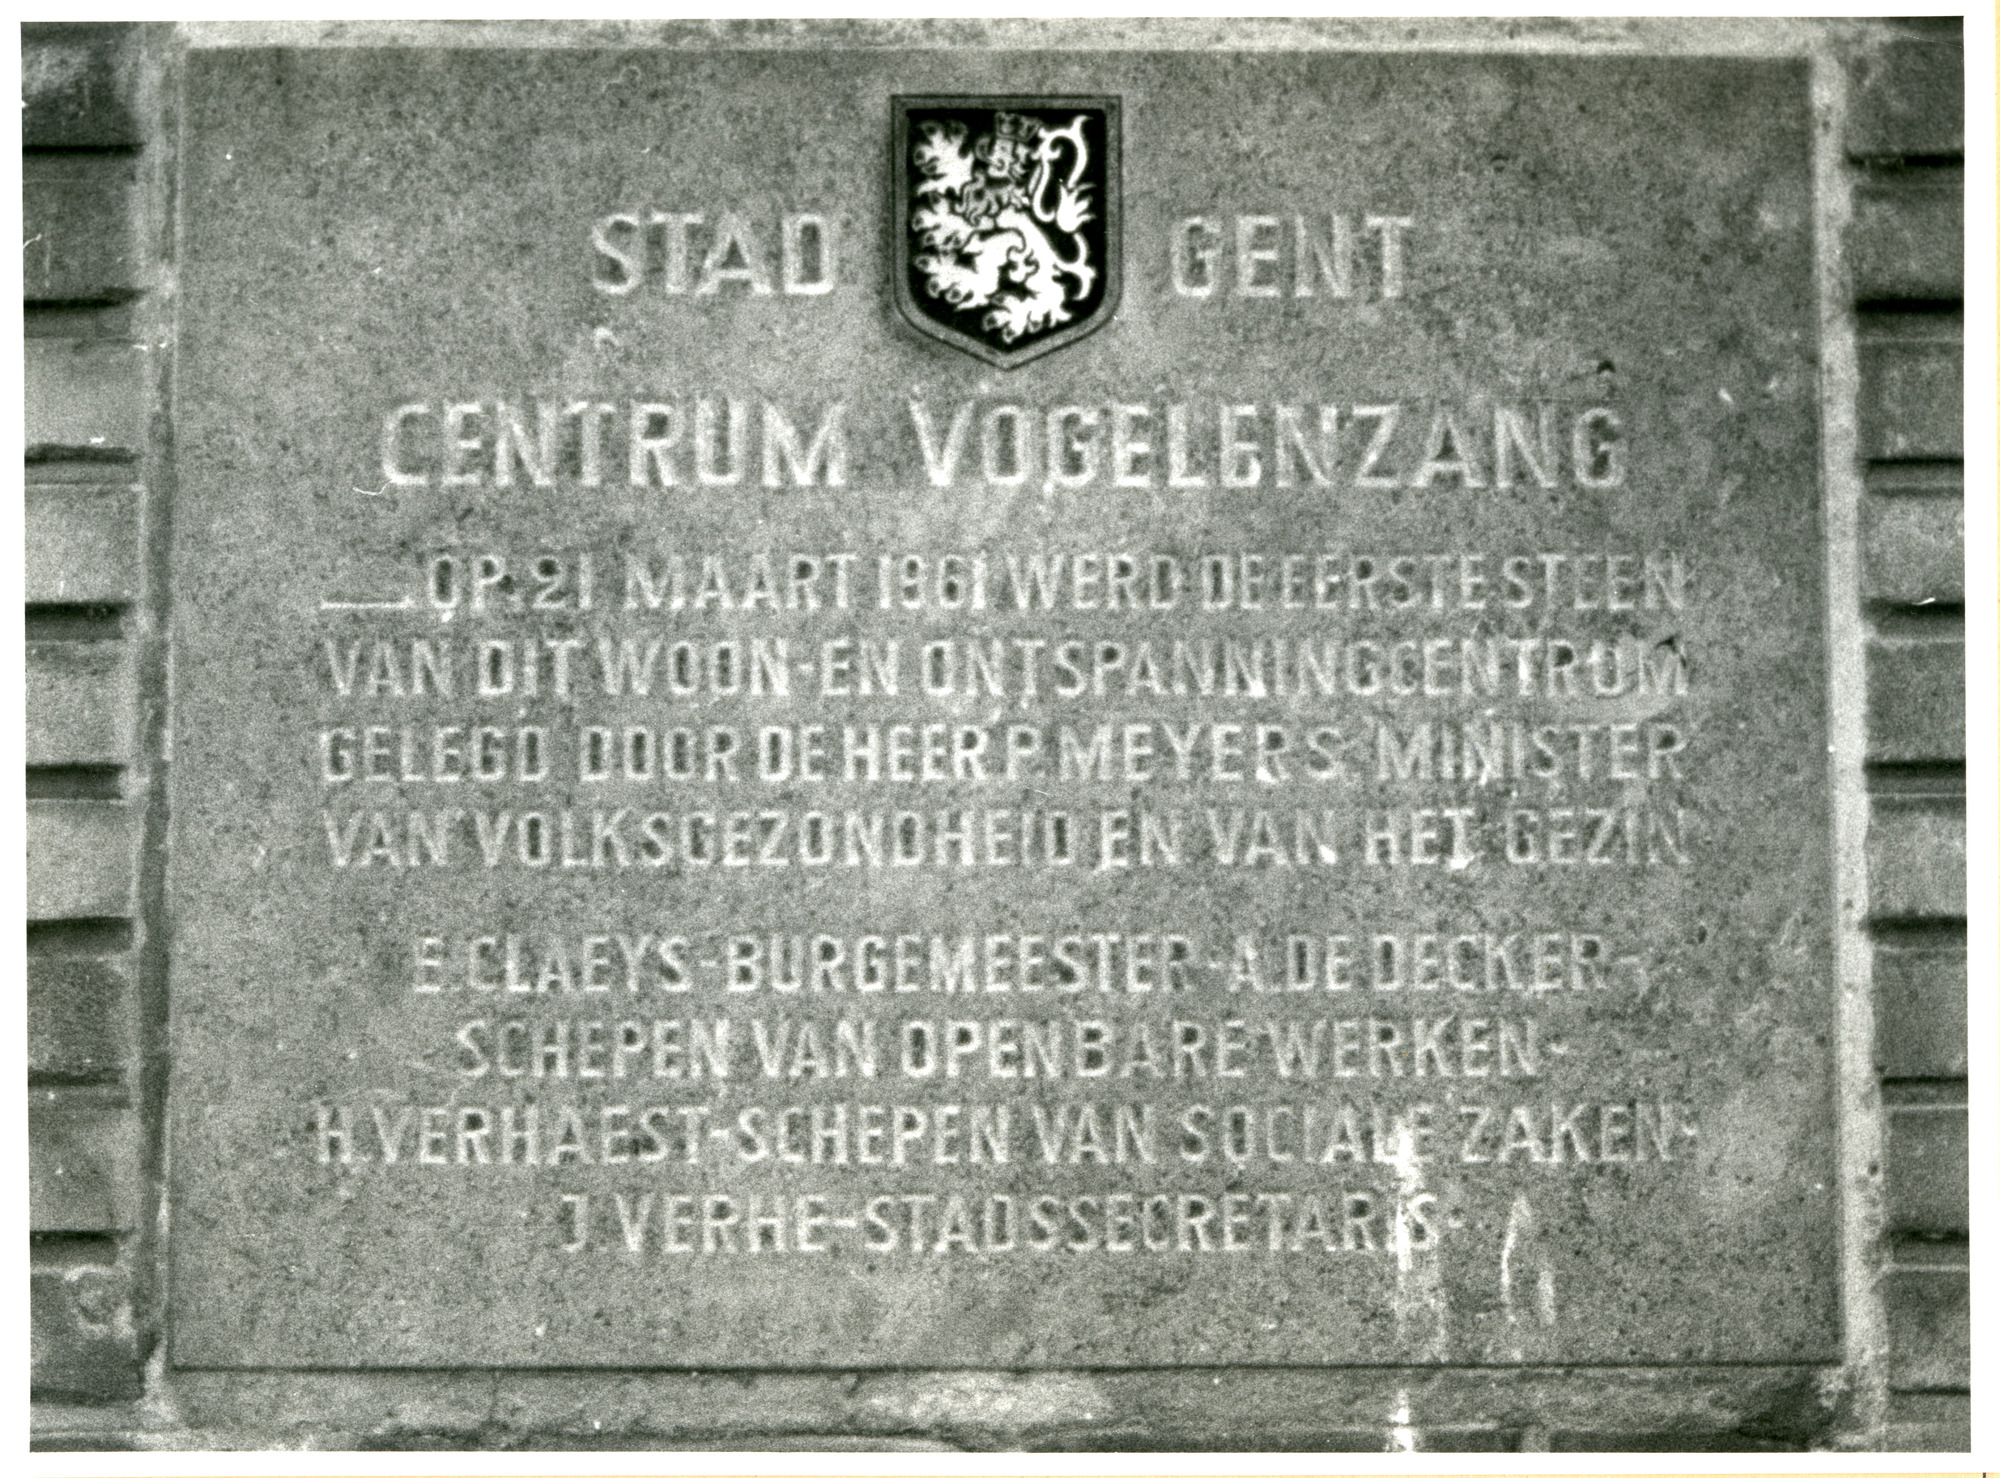 STAD GENT
CENTRUM VOGELENZANG
OP 21 MAART 1961 WERD DE EERSTE STEEN
VAN DIT WOON-EN ONTSPANNINGCENTRUM
GELEGD DOOR DE HEER P. MEYERS MINISTER
VAN VOLKSGEZONDHEID EN VAN HET GEZIN
E. CLAEYS-BURGEMEESTER-A. DE DECKER-
SCHEPEN VAN OPENBARE WERKEN-
H. VERHAEST-SCHEPEN VAN SOCIALE ZAKEN-
J. VERHE-STADSSECRETARIS-